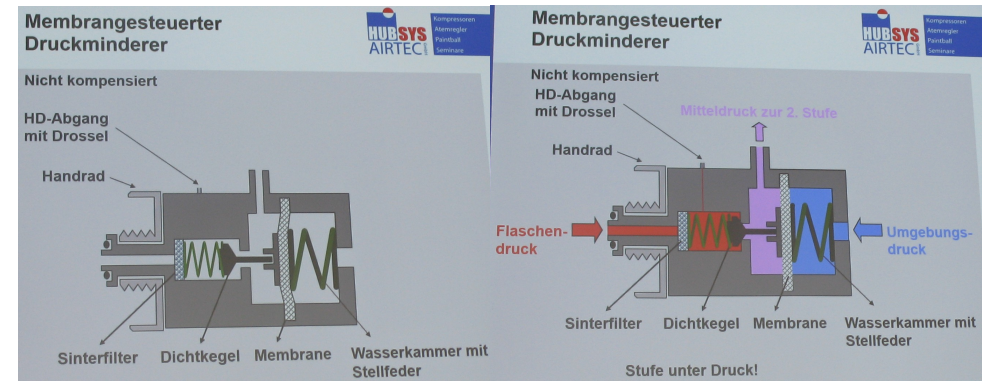 Membrangesteuerter
Druckminderer
HUBSYS
AIRTEC
Kompressoren
Atemregler
Paintball
Seminare
Nicht kompensiert
HD-Abgang
mit Drossel
Handrad
Sinterfilter
Dichtkegel
Membrane
Wasserkammer mit
Stellfeder
Membrangesteuerter
Druckminderer
HUBSYS
AIRTEC
Kompressoren
Atemregler
Paintball
Seminare
Nicht kompensiert
HD-Abgang
mit Drossel
Mitteldruck zur 2. Stufe
Handrad
Flaschen-
druck
Umgebungs-
druck
Sinterfilter
Dichtkegel
Membrane
Wasserkammer mit
Stellfeder
Stufe unter Druck!